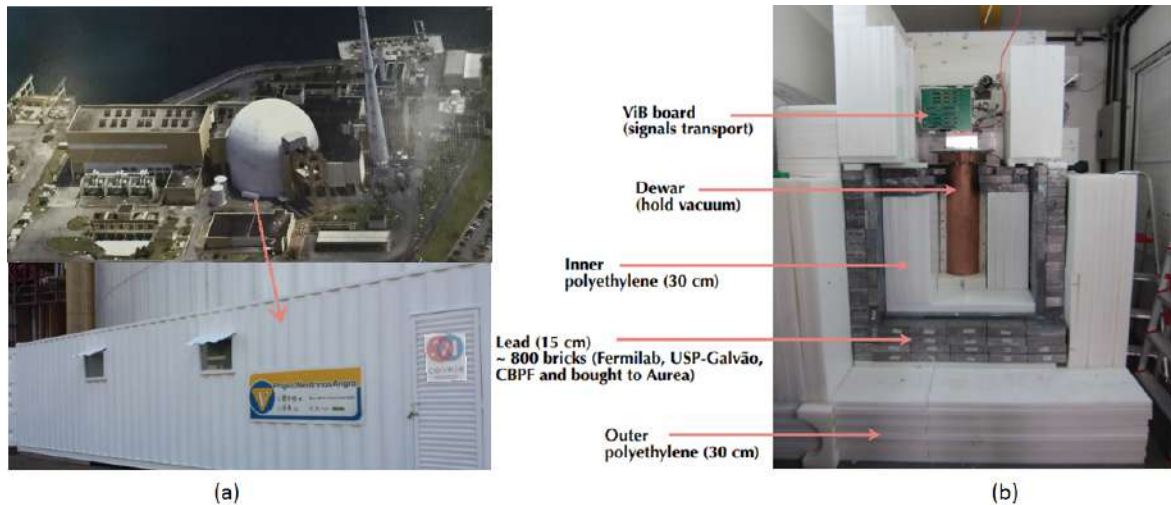 ViB board
(signals transport)
Dewar
(hold vacuum)
Inner
polyethylene (30 cm)
Lead (15 cm)
~ 800 bricks (Fermilab, USP-Galvão,
CBPF and bought to Aurea)
Outer
polyethylene (30 cm)
(a)
(b)